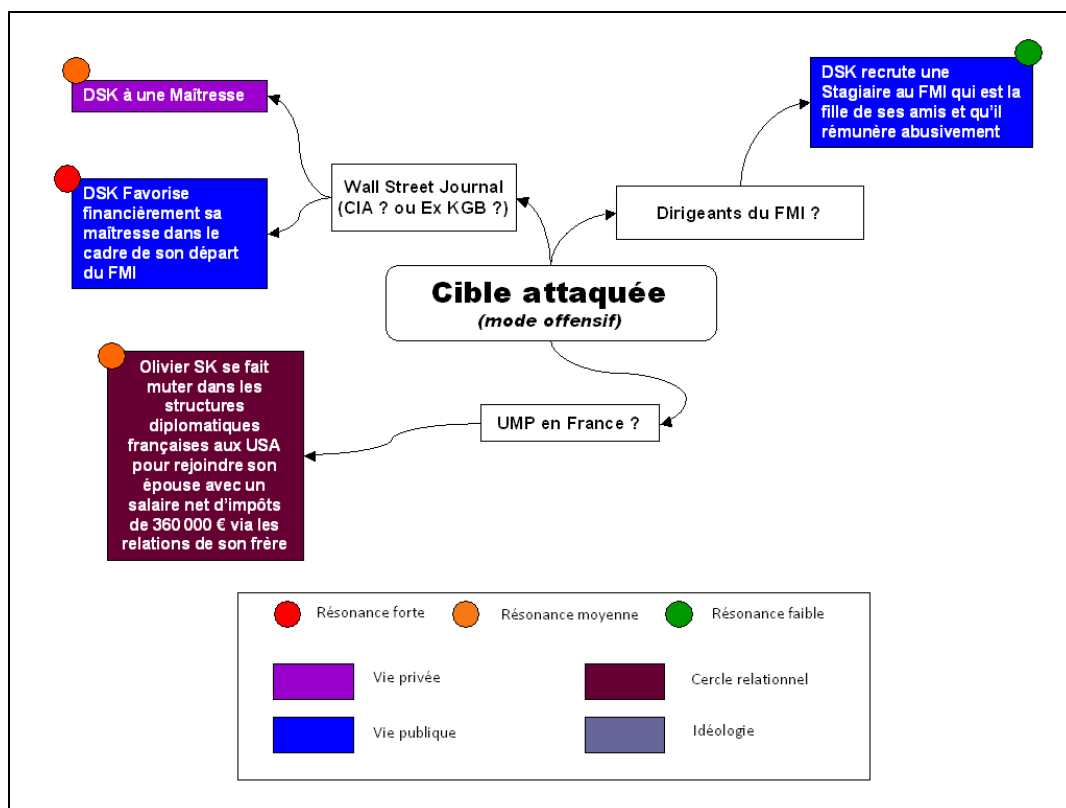 DSK à une Maîtresse
DSK recrute une
Stagiaire au FMI qui est la
fille de ses amis et qu'il
rémunère abusivement
DSK Favorise
financièrement sa
maîtresse dans le
cadre de son départ
du FMI
Wall Street Journal
(CIA ? ou Ex KGB ?)
Dirigeants du FMI ?
Cible attaquée
(mode offensif)
Olivier SK se fait
muter dans les
structures
diplomatiques
françaises aux USA
pour rejoindre son
épouse avec un
salaire net d'impôts
de 360 000 € via les
relations de son frère
UMP en France ?
Résonance forte
Résonance moyenne
Résonance faible
Vie privée
Cercle relationnel
Vie publique
Idéologie